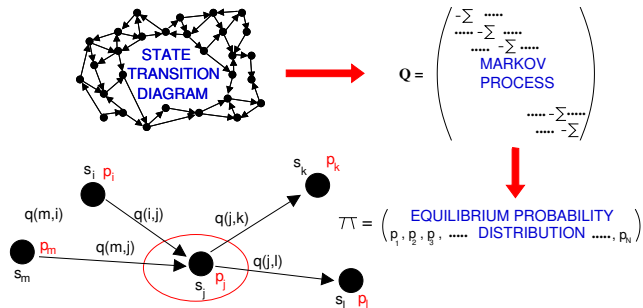 STATE
TRANSITION
DIAGRAM
Q =
-∑ .....
..... -∑ .....
..... -∑ .....
MARKOV
PROCESS
..... -∑ .....
..... -∑
s_i p_i
s_k p_k
q(m,i) q(i,j) q(j,k)
p_m q(m,j) q(j,l)
s_m s_j p_j
s_l p_l
π = ( EQUILIBRIUM PROBABILITY
DISTRIBUTION
p_1, p_2, p_3, ..... ....., p_N )